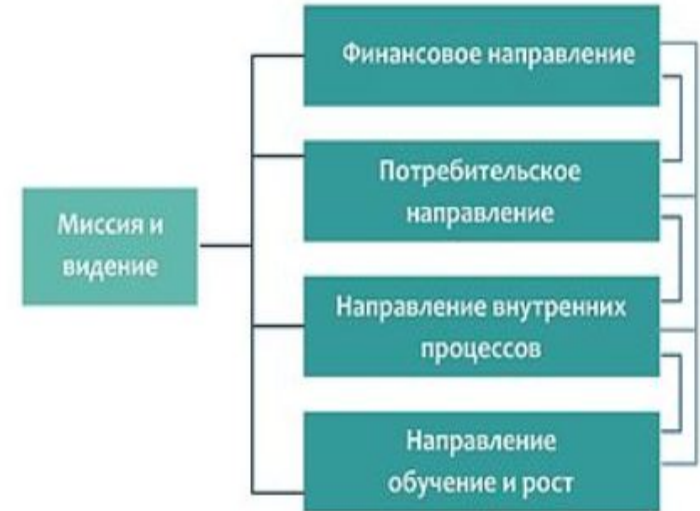 Финансовое направление
Потребительское
направление
Миссия и
видение
Направление внутренних
процессов
Направление
обучение и рост